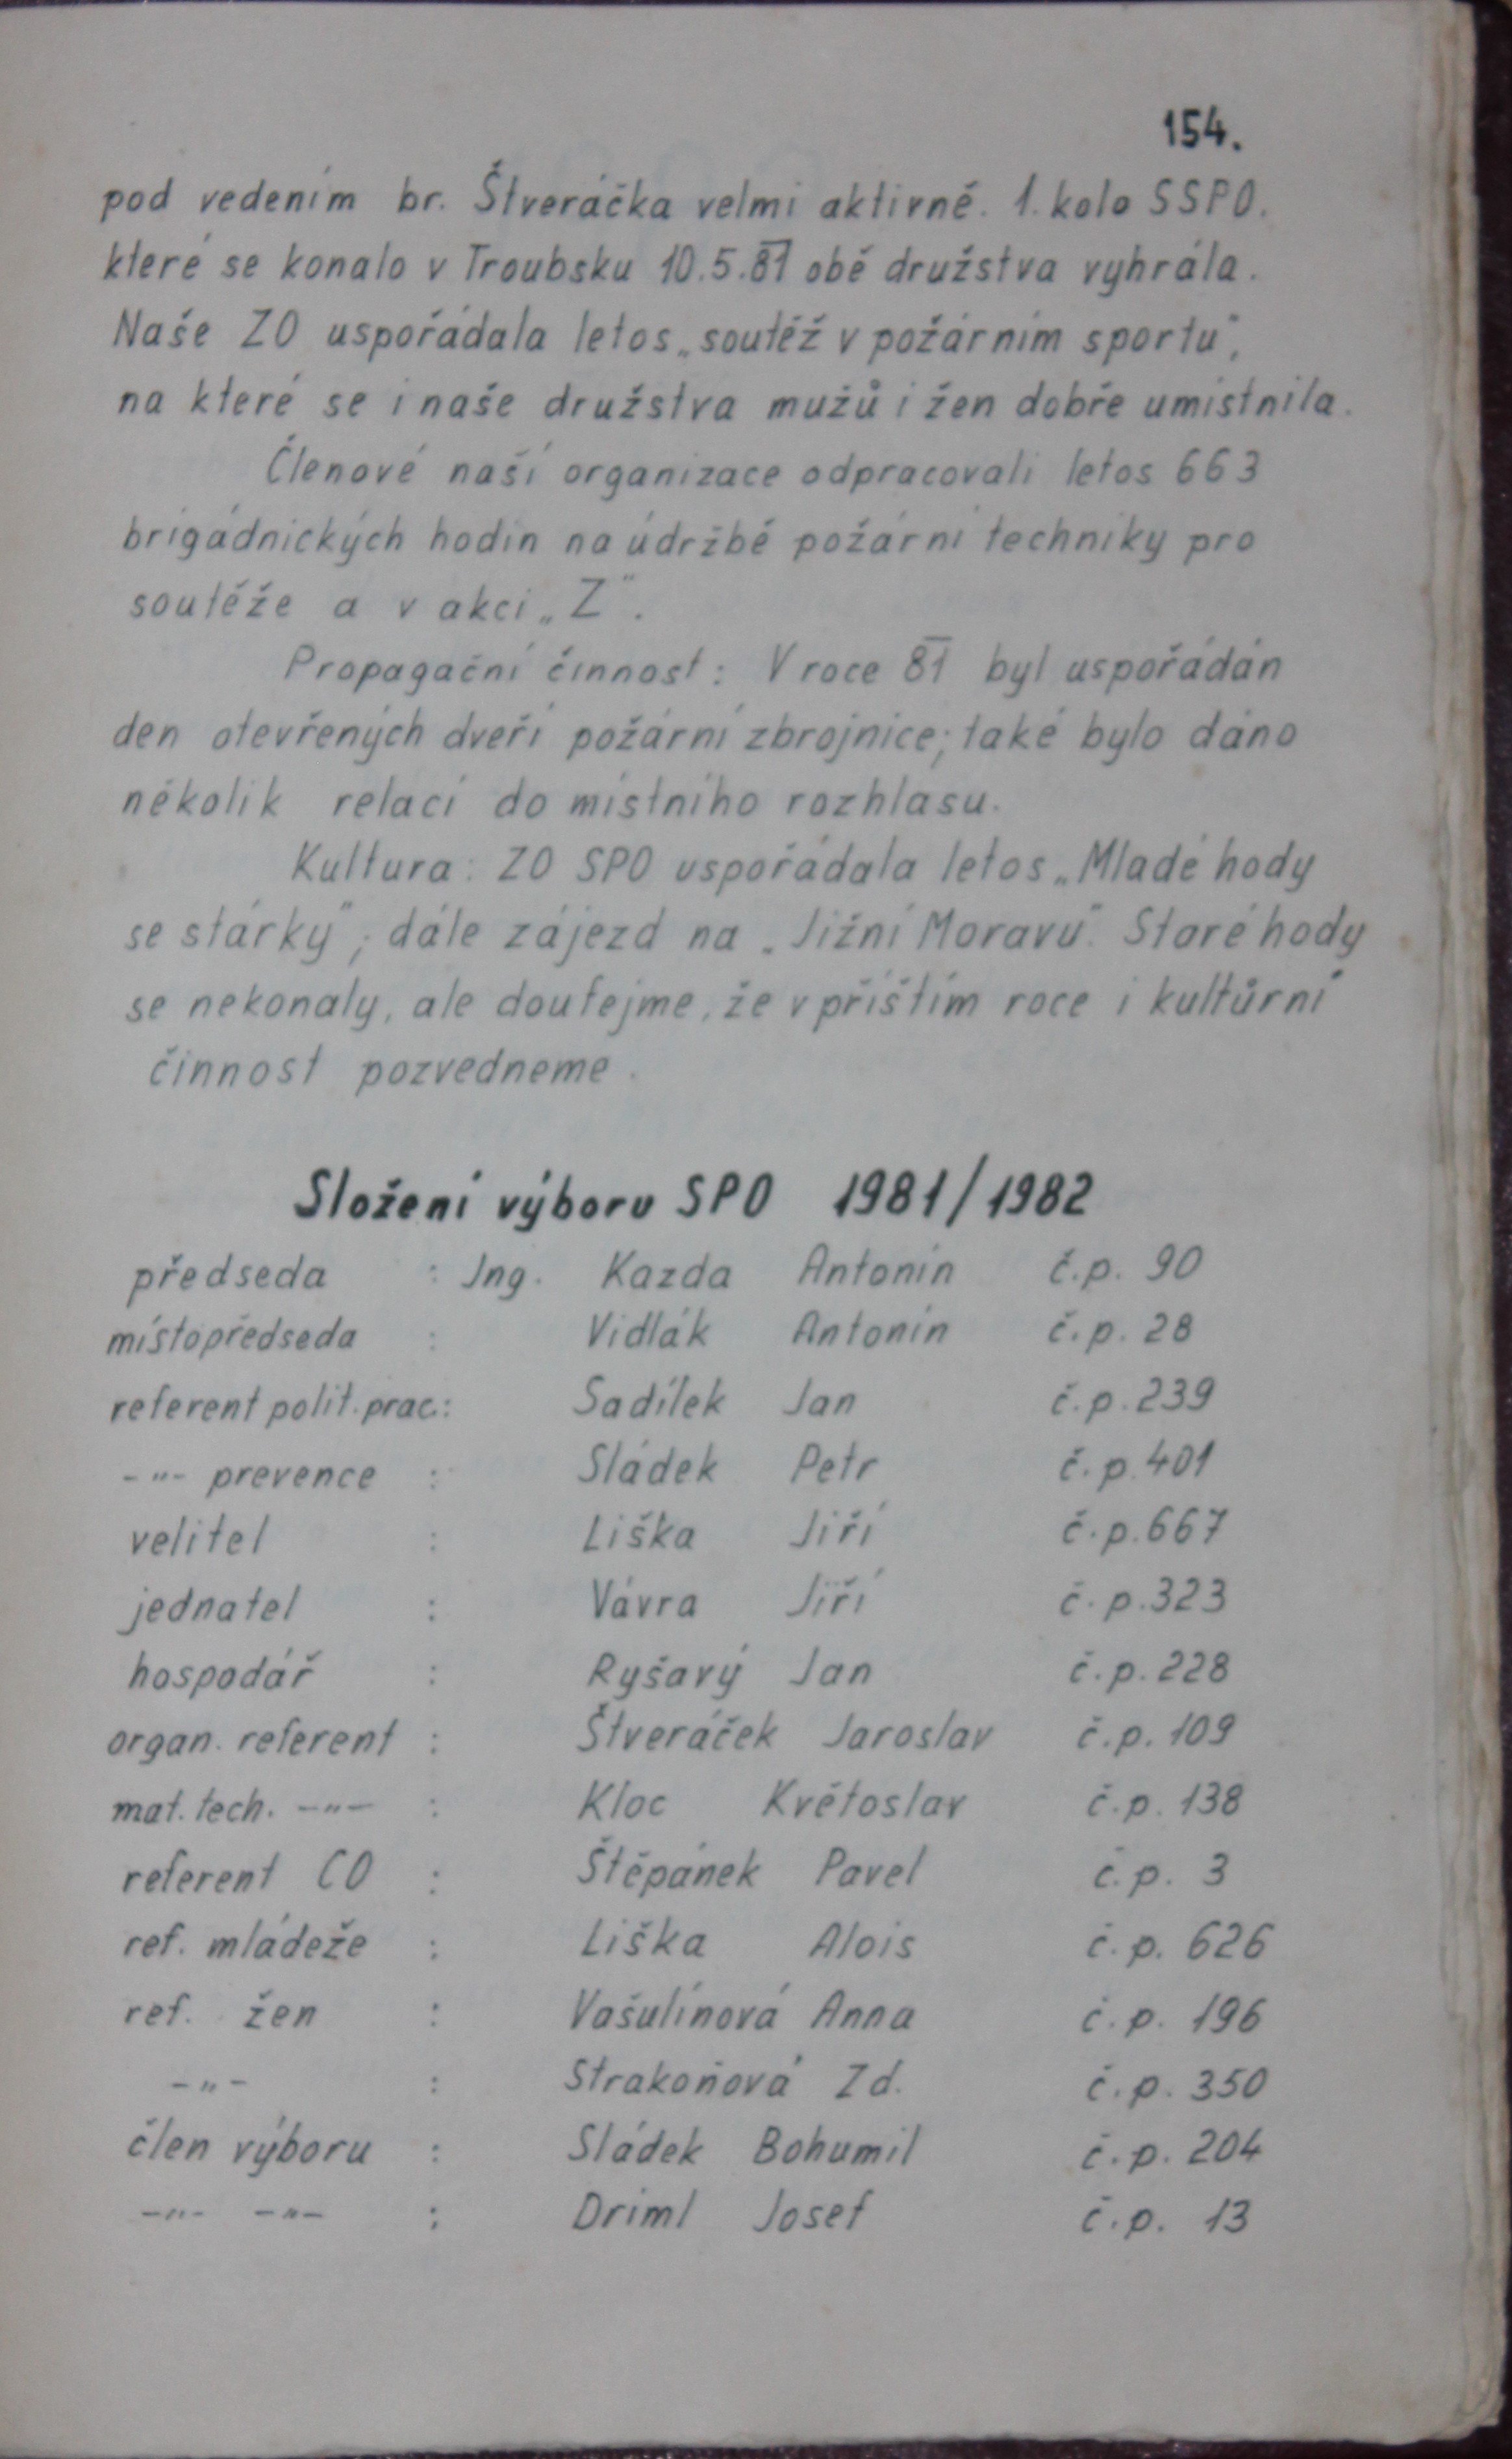 154.
pod vedením br. Štveráčka velmi aktivně. 1. kolo SSPO.
které se konalo v Troubsku 10.5.81 obě družstva vyhrála.
Naše ZO uspořádala letos „soutěž v požárním sportu",
na které se i naše družstva mužů i žen dobře umístnila.
Členové naší organizace odpracovali letos 663
brigádnických hodin na údržbě požární techniky pro
soutěže a v akci „Z".
Propagační činnost: V roce 81 byl uspořádán
den otevřených dveří požární zbrojnice; také bylo dáno
několik relací do místního rozhlasu.
Kultura: ZO SPO uspořádala letos „Mladé hody
se stárky"; dále zájezd na „Jižní Moravu". Staré hody
se nekonaly, ale doufejme, že v příštím roce i kultůrní
činnost pozvedneme.
Složení výboru SPO 1981/1982
předseda : Ing. Kazda Antonín č.p. 90
místopředseda : Vidlák Antonín č.p. 28
referent polit. prac.: Sadílek Jan č.p. 239
-"- prevence : Sládek Petr č.p. 401
velitel : Liška Jiří č.p. 667
jednatel : Vávra Jiří č.p. 323
hospodář : Ryšavý Jan č.p. 228
organ. referent : Štveráček Jaroslav č.p. 109
mat. tech. -"- : Kloc Květoslav č.p. 138
referent CO : Štěpánek Pavel č.p. 3
ref. mládeže : Liška Alois č.p. 626
ref. žen : Vašulínová Anna č.p. 196
-"- : Strakoňová Zd. č.p. 350
člen výboru : Sládek Bohumil č.p. 204
-"- -"- : Driml Josef č.p. 13